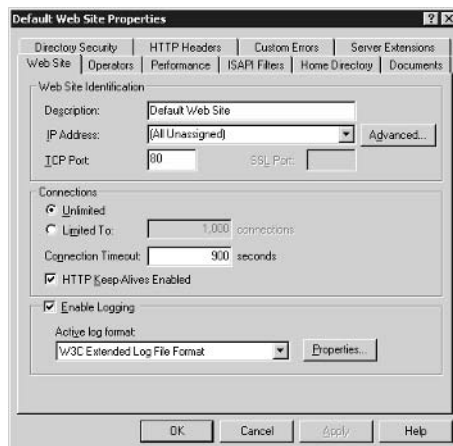 Default Web Site Properties ? X
Directory Security HTTP Headers Custom Errors Server Extensions
Web Site Operators Performance ISAPI Filters Home Directory Documents
Web Site Identification
Description: Default Web Site
IP Address: (All Unassigned) Advanced...
TCP Port: 80 SSL Port:
Connections
Unlimited
Limited To: 1,000 connections
Connection Timeout: 900 seconds
HTTP Keep-Alives Enabled
Enable Logging
Active log format:
W3C Extended Log File Format Properties...
OK Cancel Apply Help